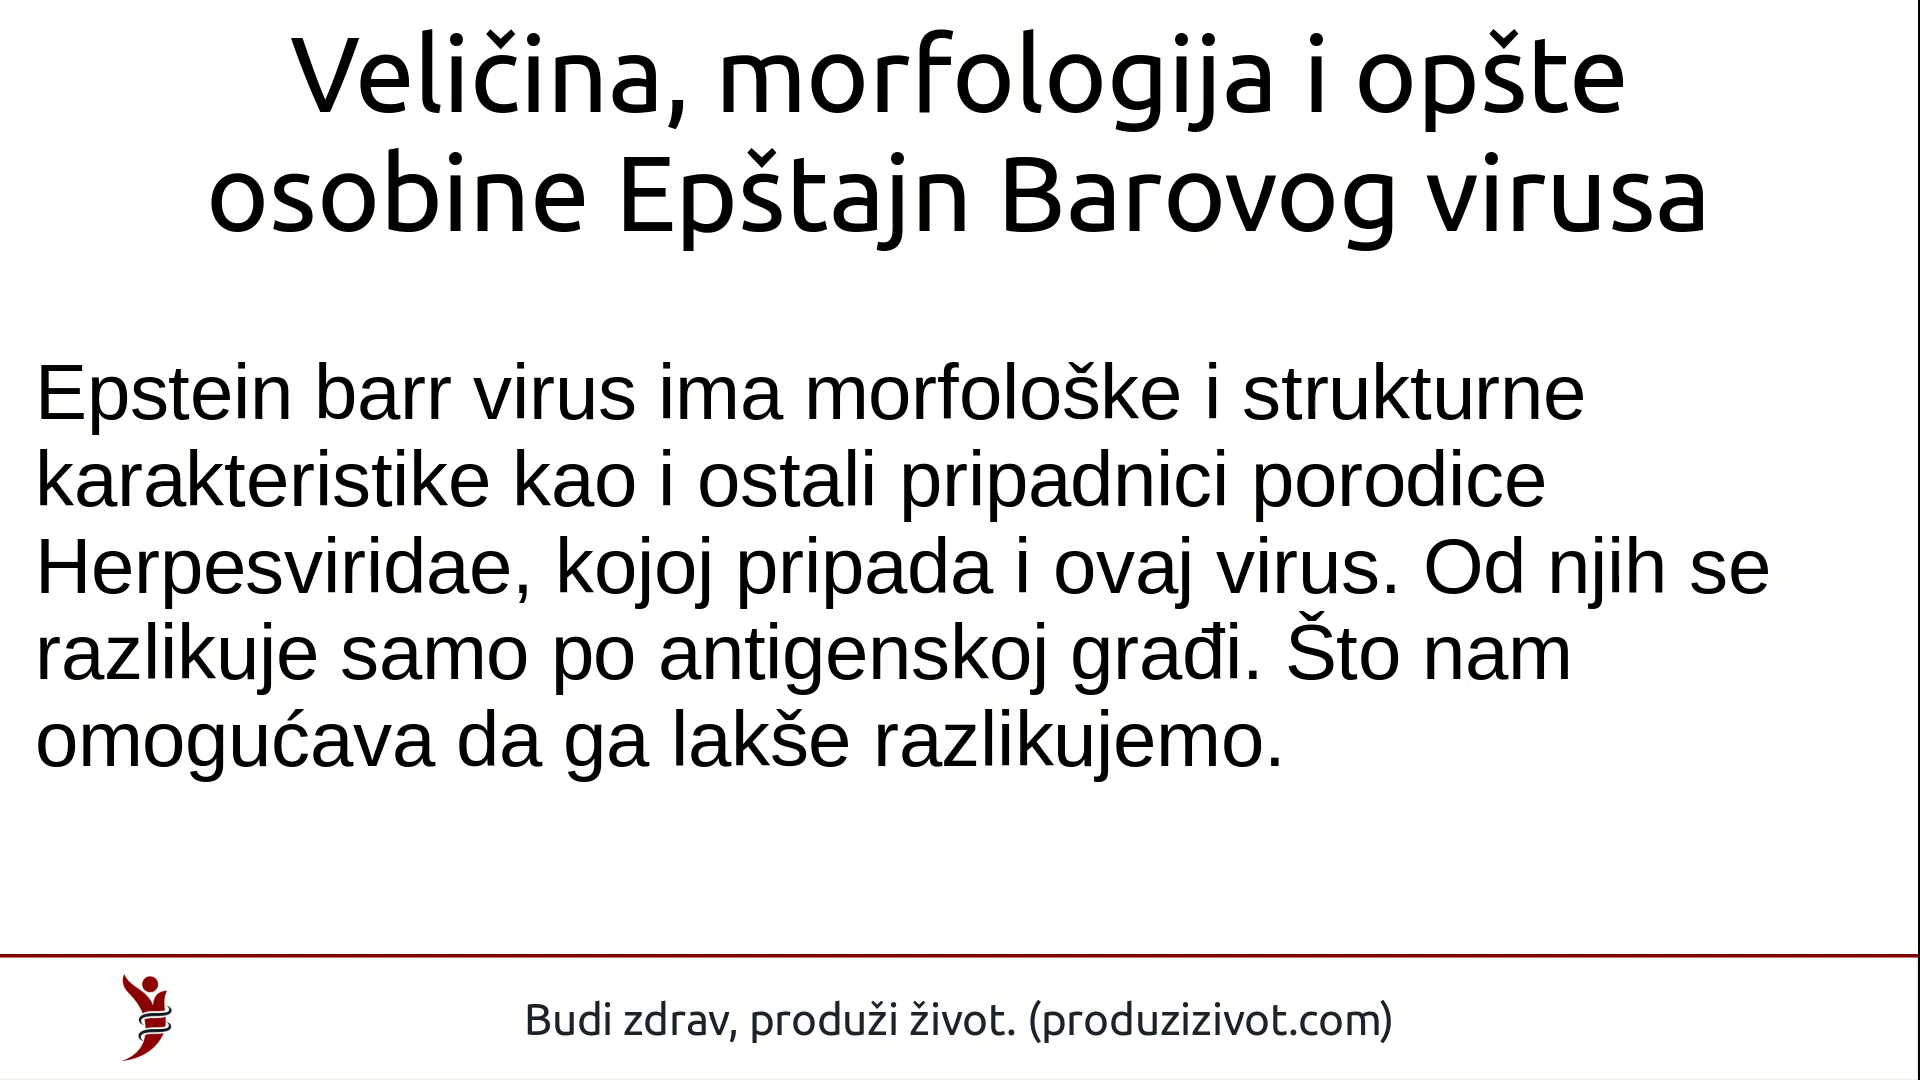 Veličina, morfologija i opšte
osobine Epštajn Barovog virusa
Epstein barr virus ima morfološke i strukturne
karakteristike kao i ostali pripadnici porodice
Herpesviridae, kojoj pripada i ovaj virus. Od njih se
razlikuje samo po antigenskoj građi. Što nam
omogućava da ga lakše razlikujemo.
Budi zdrav, produži život. (produzizivot.com)